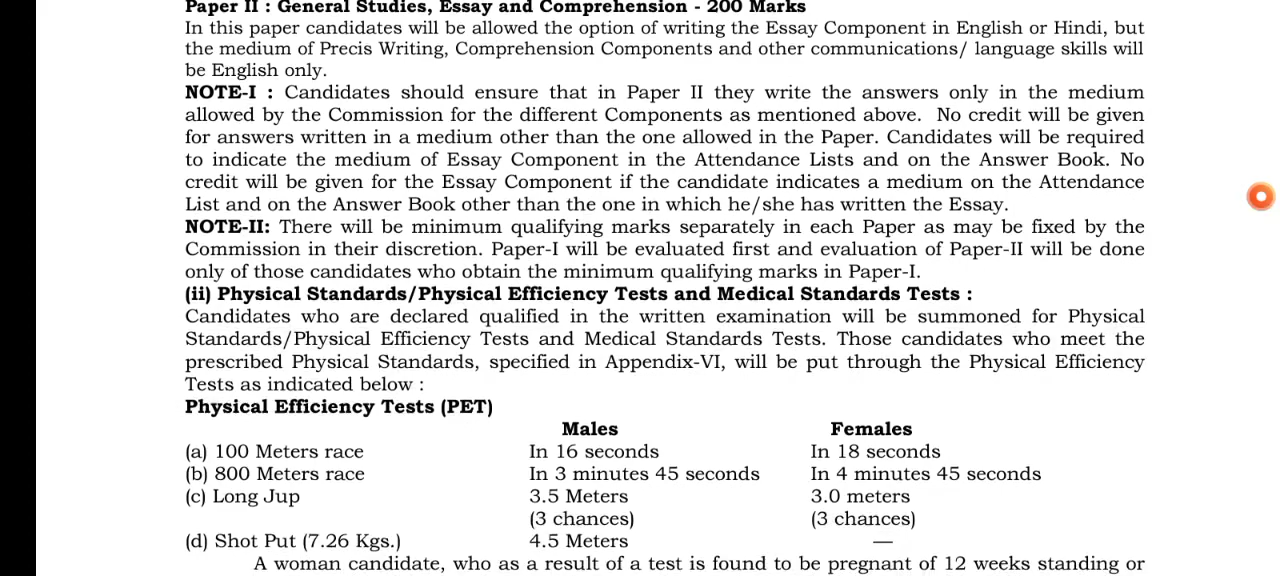 Paper II : General Studies, Essay and Comprehension - 200 Marks
In this paper candidates will be allowed the option of writing the Essay Component in English or Hindi, but
the medium of Precis Writing, Comprehension Components and other communications/ language skills will
be English only.
NOTE-I : Candidates should ensure that in Paper II they write the answers only in the medium
allowed by the Commission for the different Components as mentioned above. No credit will be given
for answers written in a medium other than the one allowed in the Paper. Candidates will be required
to indicate the medium of Essay Component in the Attendance Lists and on the Answer Book. No
credit will be given for the Essay Component if the candidate indicates a medium on the Attendance
List and on the Answer Book other than the one in which he/she has written the Essay.
NOTE-II: There will be minimum qualifying marks separately in each Paper as may be fixed by the
Commission in their discretion. Paper-I will be evaluated first and evaluation of Paper-II will be done
only of those candidates who obtain the minimum qualifying marks in Paper-I.
(ii) Physical Standards/Physical Efficiency Tests and Medical Standards Tests :
Candidates who are declared qualified in the written examination will be summoned for Physical
Standards/Physical Efficiency Tests and Medical Standards Tests. Those candidates who meet the
prescribed Physical Standards, specified in Appendix-VI, will be put through the Physical Efficiency
Tests as indicated below :
Physical Efficiency Tests (PET)
Males Females
(a) 100 Meters race In 16 seconds In 18 seconds
(b) 800 Meters race In 3 minutes 45 seconds In 4 minutes 45 seconds
(c) Long Jup 3.5 Meters 3.0 meters
(3 chances) (3 chances)
(d) Shot Put (7.26 Kgs.) 4.5 Meters —
A woman candidate, who as a result of a test is found to be pregnant of 12 weeks standing or